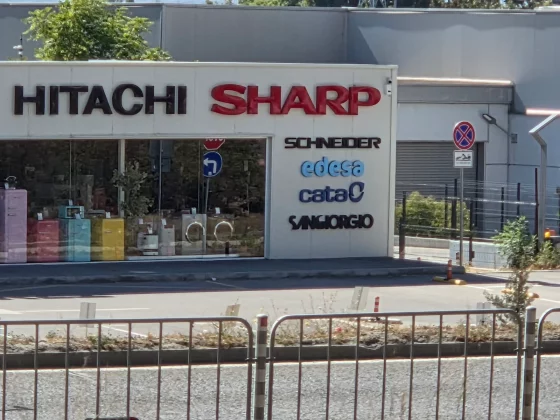 HITACHI SHARP
SCHNEIDER
edesa
cata
SANGIORGIO